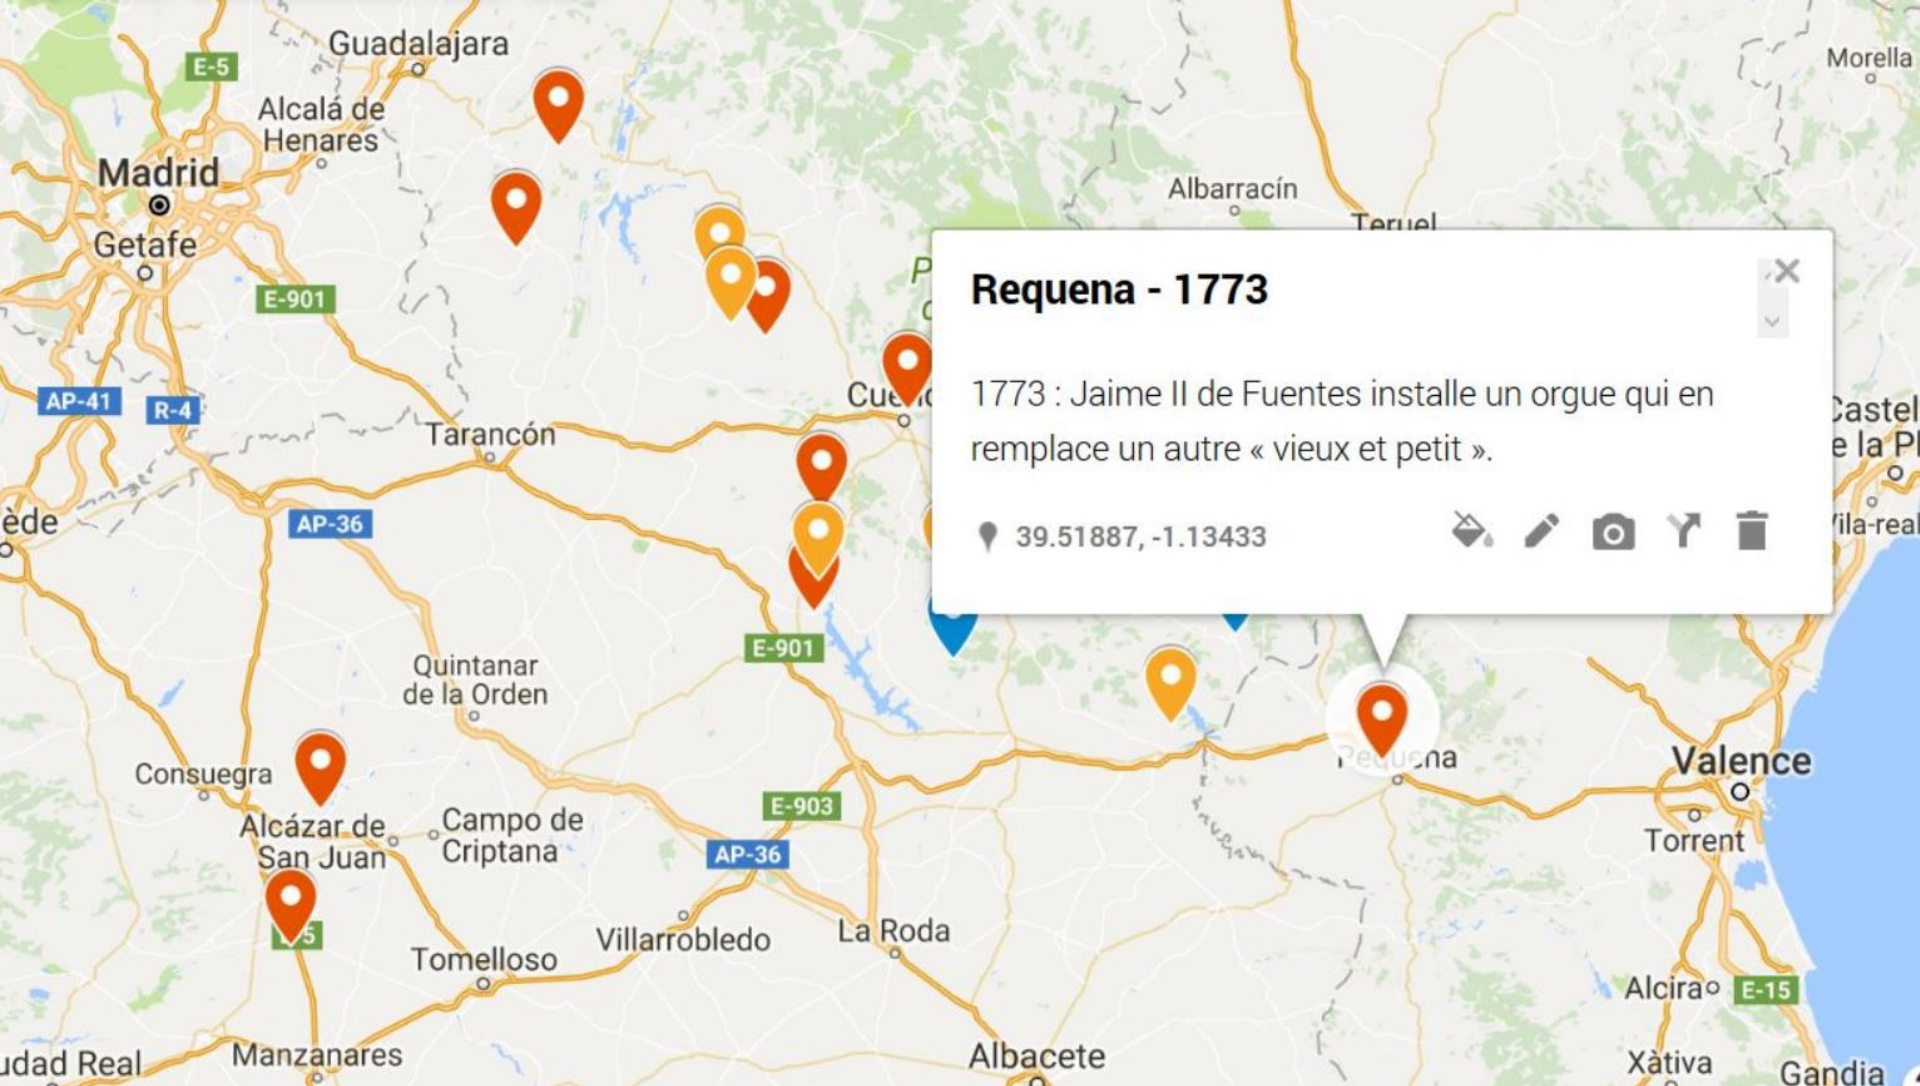 Guadalajara
Morella
E-5
Alcalá de
Henares
Madrid
Albarracín
Teruel
Getafe
E-901
Requena - 1773
1773 : Jaime II de Fuentes installe un orgue qui en
remplace un autre « vieux et petit ».
39.51887, -1.13433
AP-41
R-4
Tarancón
AP-36
E-901
Quintanar
de la Orden
Consuegra
Requena
Valence
E-903
Alcázar de
San Juan
Campo de
Criptana
AP-36
Torrent
Villarrobledo
La Roda
Tomelloso
Alcira
E-15
Manzanares
Albacete
Xàtiva
Gandia